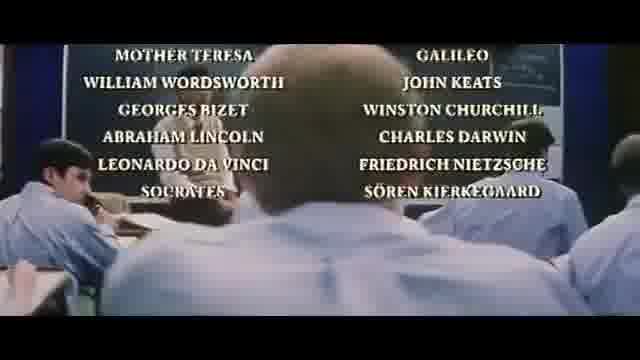 MOTHER TERESA GALILEO
WILLIAM WORDSWORTH JOHN KEATS
GEORGES BIZET WINSTON CHURCHILL
ABRAHAM LINCOLN CHARLES DARWIN
LEONARDO DA VINCI FRIEDRICH NIETZSCHE
SOCRATES SÖREN KIERKEGAARD